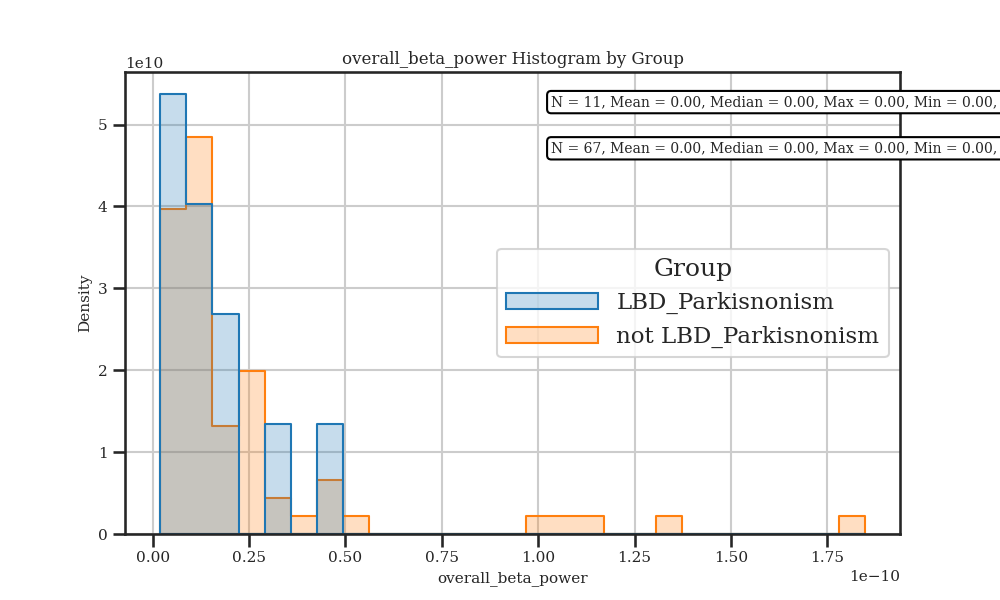 overall_beta_power Histogram by Group
1e10
N = 11, Mean = 0.00, Median = 0.00, Max = 0.00, Min = 0.00,
N = 67, Mean = 0.00, Median = 0.00, Max = 0.00, Min = 0.00,
Group
LBD_Parkisnonism
not LBD_Parkisnonism
Density
5
4
3
2
1
0
0.00 0.25 0.50 0.75 1.00 1.25 1.50 1.75
1e−10
overall_beta_power